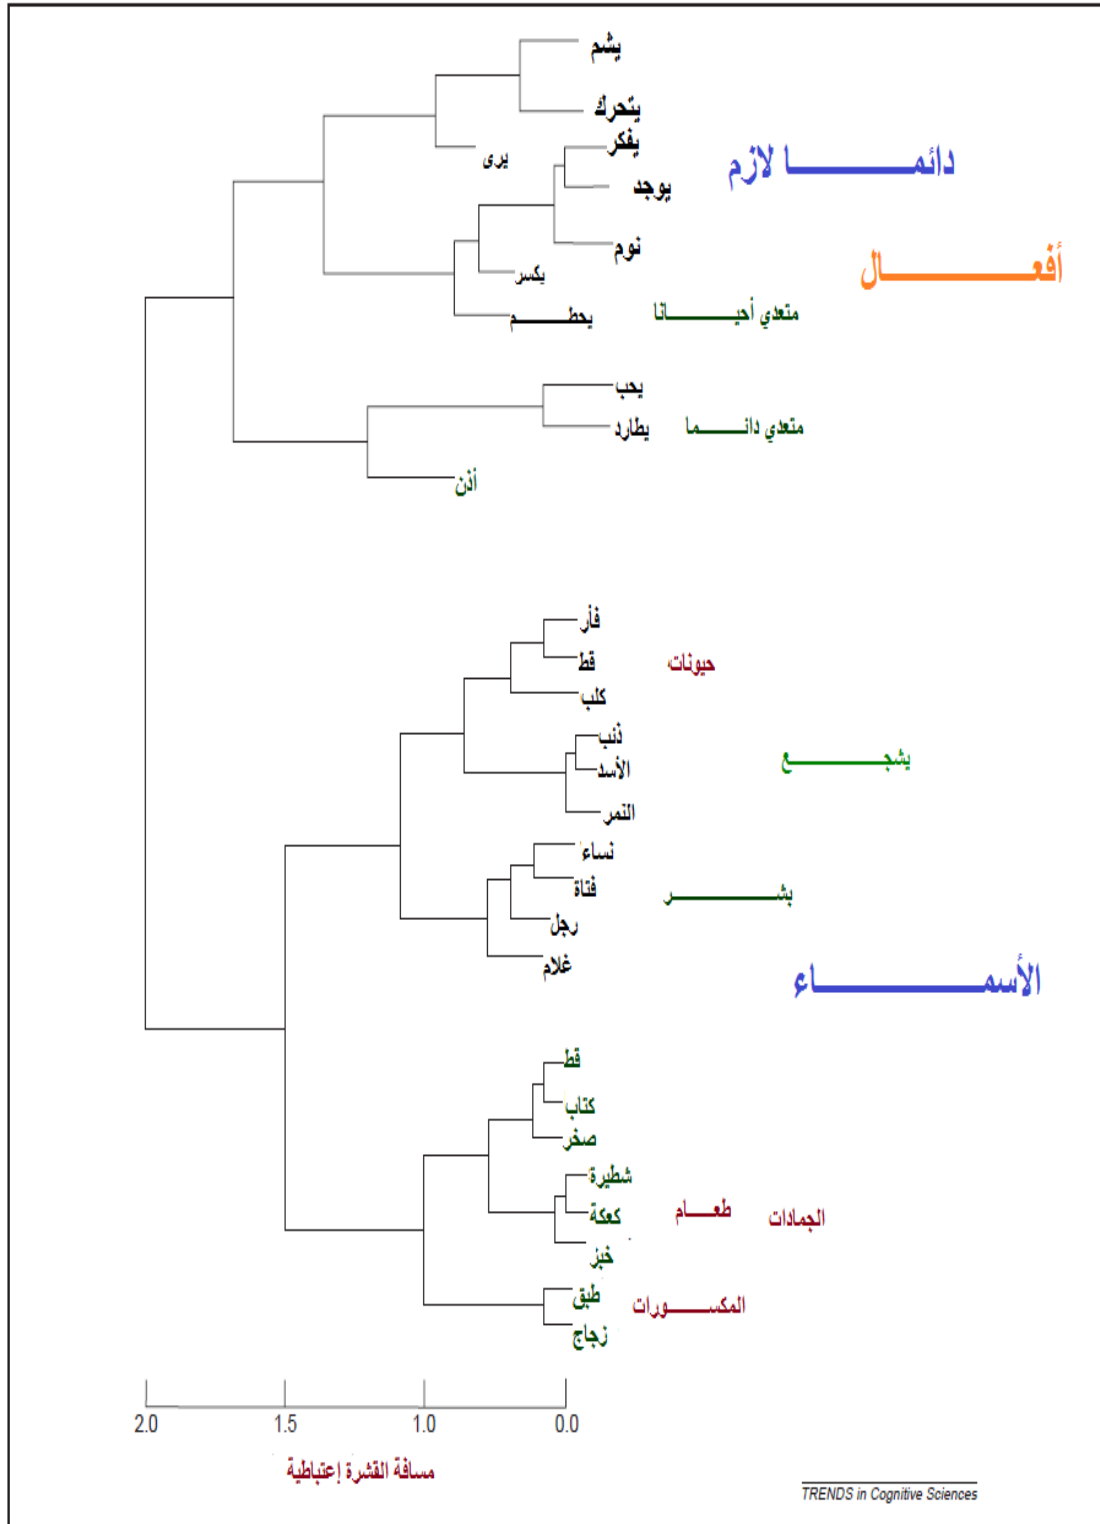 يشم
يتحرك
يرى
يفكر
دائما لازم
يوجد
نوم
أفعال
يكسر
يحطم
متعدي أحيانا
يحب
يطارد
متعدي دائما
أذن
فأر
قط
حيونات
كلب
ذئب
يشجع
الأسد
النمر
نساء
فتاة
بشر
رجل
غلام
الأسماء
قط
كتاب
صخر
شطيرة
كعكة
طعام
الجمادات
خبز
طبق
المكسورات
زجاج
2.0 1.5 1.0 0.0
مسافة القشرة إعتباطية
TRENDS in Cognitive Sciences